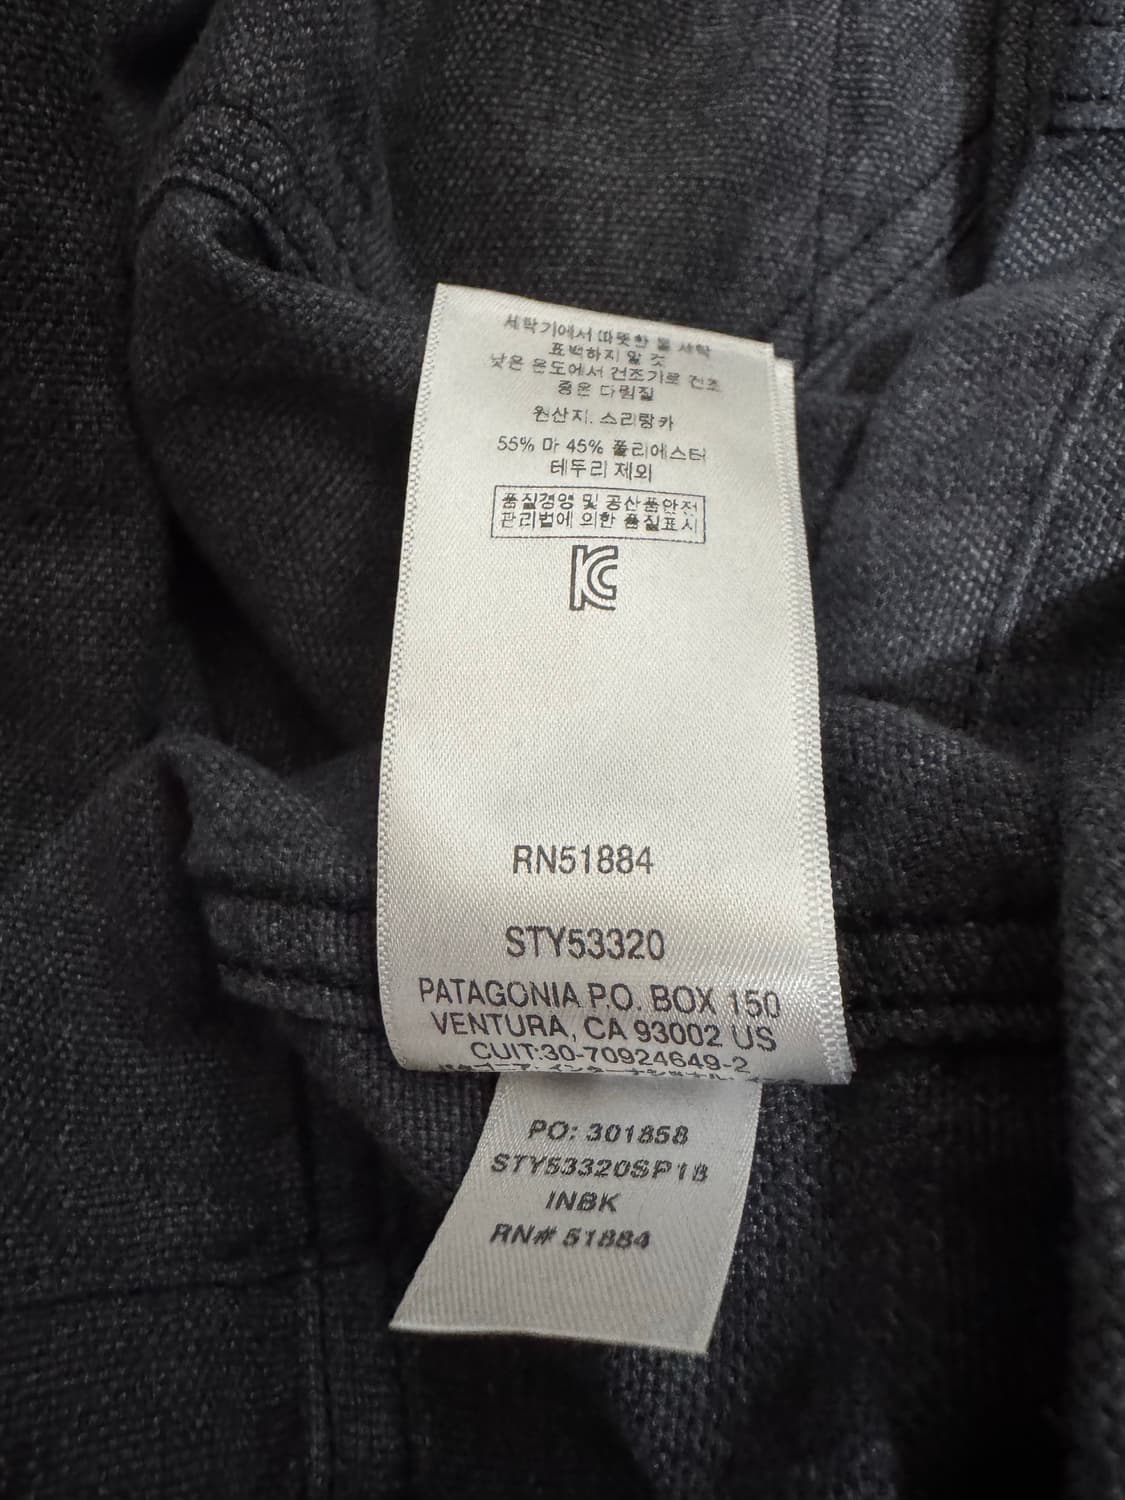 세탁기에서 따뜻한 물 세탁
표백하지 말 것
낮은 온도에서 건조기로 건조
중온 다림질
원산지. 스리랑카
55% 마 45% 폴리에스터
테두리 제외
품질경영 및 공산품안전
관리법에 의한 품질표시
KC
RN51884
STY53320
PATAGONIA P.O. BOX 150
VENTURA, CA 93002 US
CUIT:30-70924649-2
PO: 301858
STY53320SP18
INBK
RN# 51884